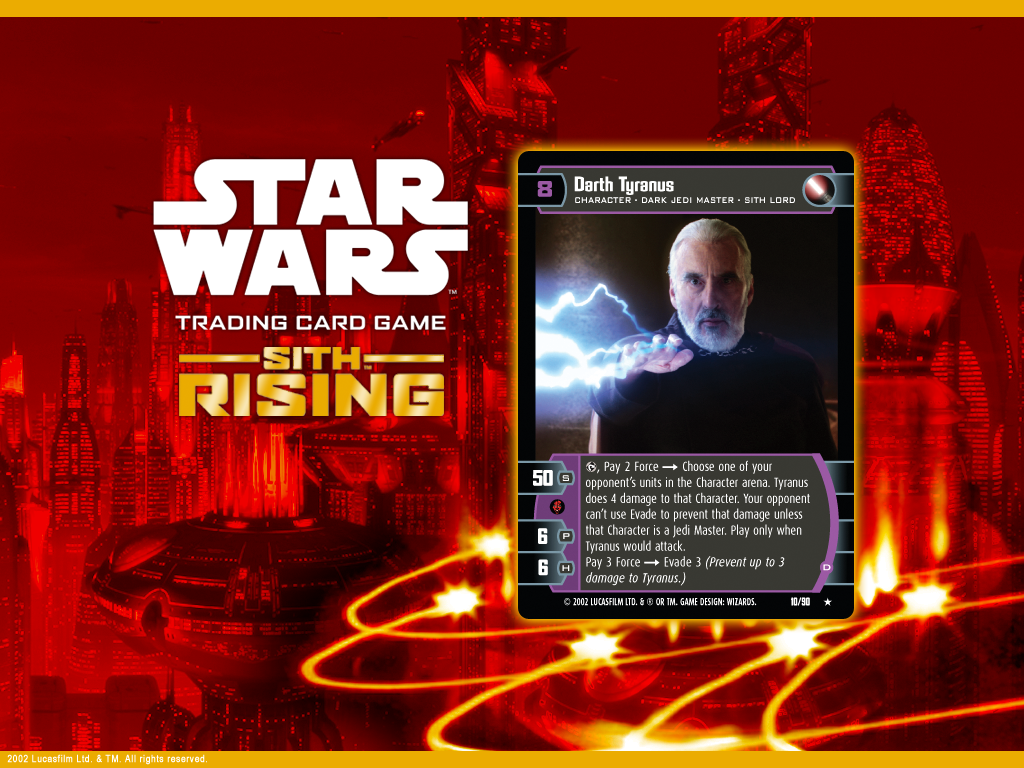 STAR
WARS™
TRADING CARD GAME
SITH™
RISING
8
Darth Tyranus
CHARACTER • DARK JEDI MASTER • SITH LORD
50 S
6 P
6 H
, Pay 2 Force ⟶ Choose one of your
opponent's units in the Character arena. Tyranus
does 4 damage to that Character. Your opponent
can't use Evade to prevent that damage unless
that Character is a Jedi Master. Play only when
Tyranus would attack.
Pay 3 Force ⟶ Evade 3 (Prevent up to 3
damage to Tyranus.)
D
© 2002 LUCASFILM LTD. & ® OR TM. GAME DESIGN: WIZARDS. 10/90 ★
2002 Lucasfilm Ltd. & TM. All rights reserved.